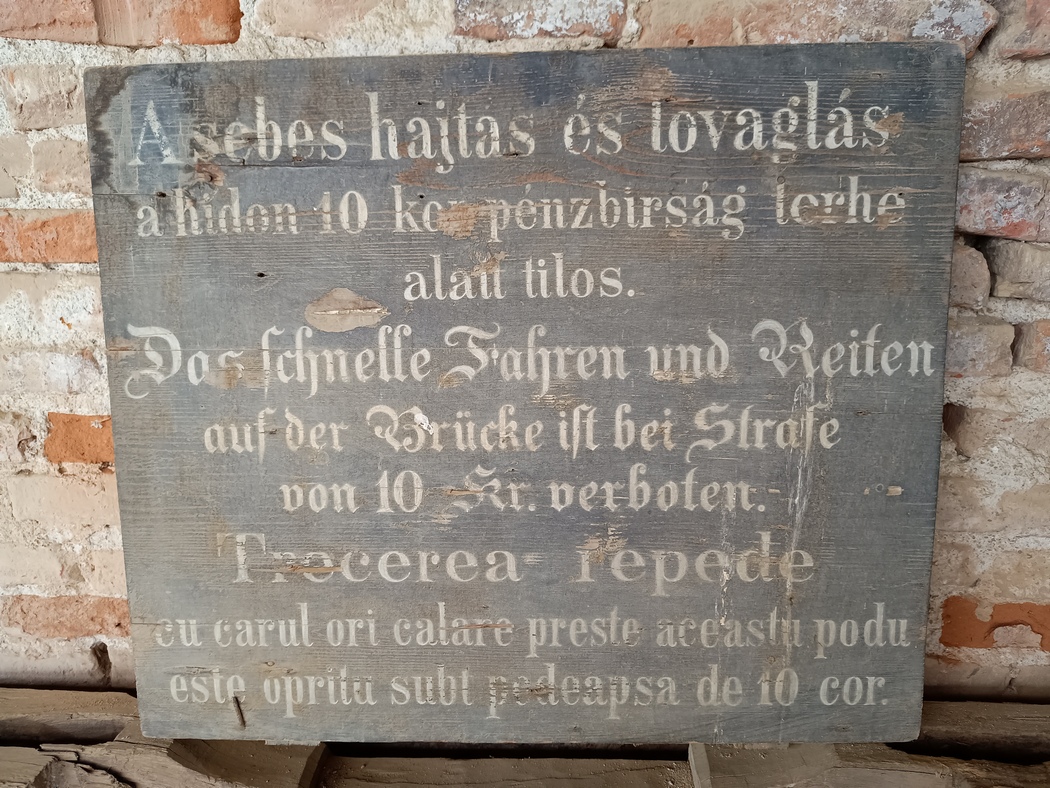 A sebes hajtas és lovaglás
a hidon 10 kor pénzbirság terhe
alatt tilos.
Das schnelle Fahren und Reiten
auf der Brücke ist bei Strafe
von 10 Kr. verboten.
Trecerea repede
cu carul ori calare preste aceastu podu
este opritu subt pedeapsa de 10 cor.